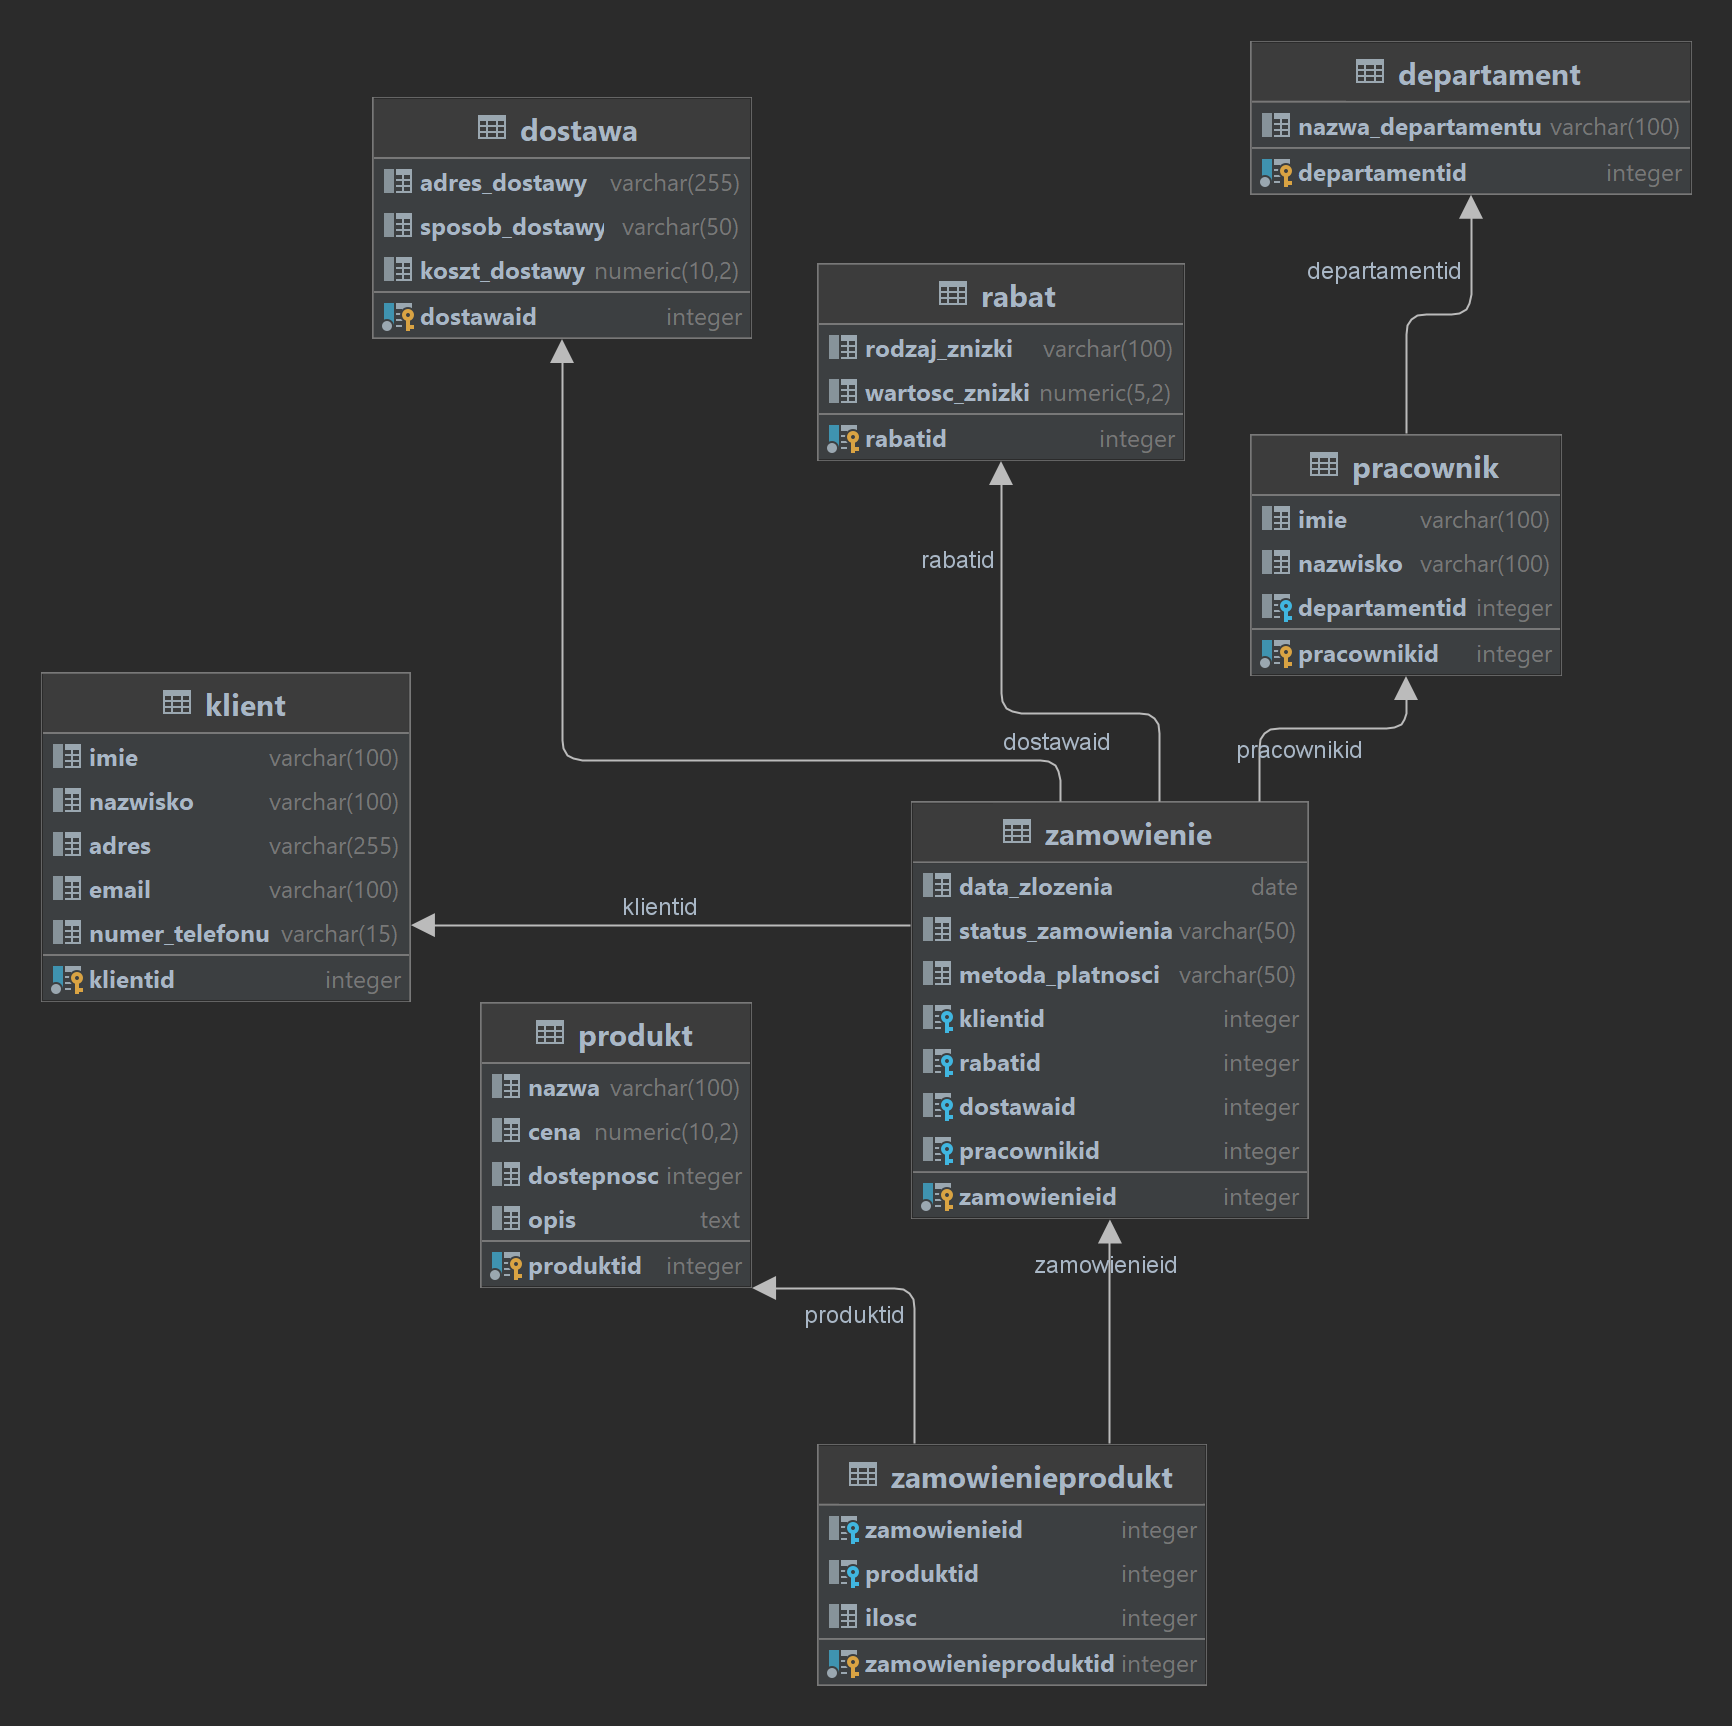 departament
nazwa_departamentu varchar(100)
departamentid integer
dostawa
adres_dostawy varchar(255)
sposob_dostawy varchar(50)
koszt_dostawy numeric(10,2)
dostawaid integer
departamentid
rabat
rodzaj_znizki varchar(100)
wartosc_znizki numeric(5,2)
rabatid integer
pracownik
imie varchar(100)
nazwisko varchar(100)
departamentid integer
pracownikid integer
rabatid
klient
imie varchar(100)
nazwisko varchar(100)
adres varchar(255)
email varchar(100)
numer_telefonu varchar(15)
klientid integer
dostawaid
pracownikid
klientid
zamowienie
data_zlozenia date
status_zamowienia varchar(50)
metoda_platnosci varchar(50)
klientid integer
rabatid integer
dostawaid integer
pracownikid integer
zamowienieid integer
produkt
nazwa varchar(100)
cena numeric(10,2)
dostepnosc integer
opis text
produktid integer
zamowienieid
produktid
zamowienieprodukt
zamowienieid integer
produktid integer
ilosc integer
zamowienieproduktid integer